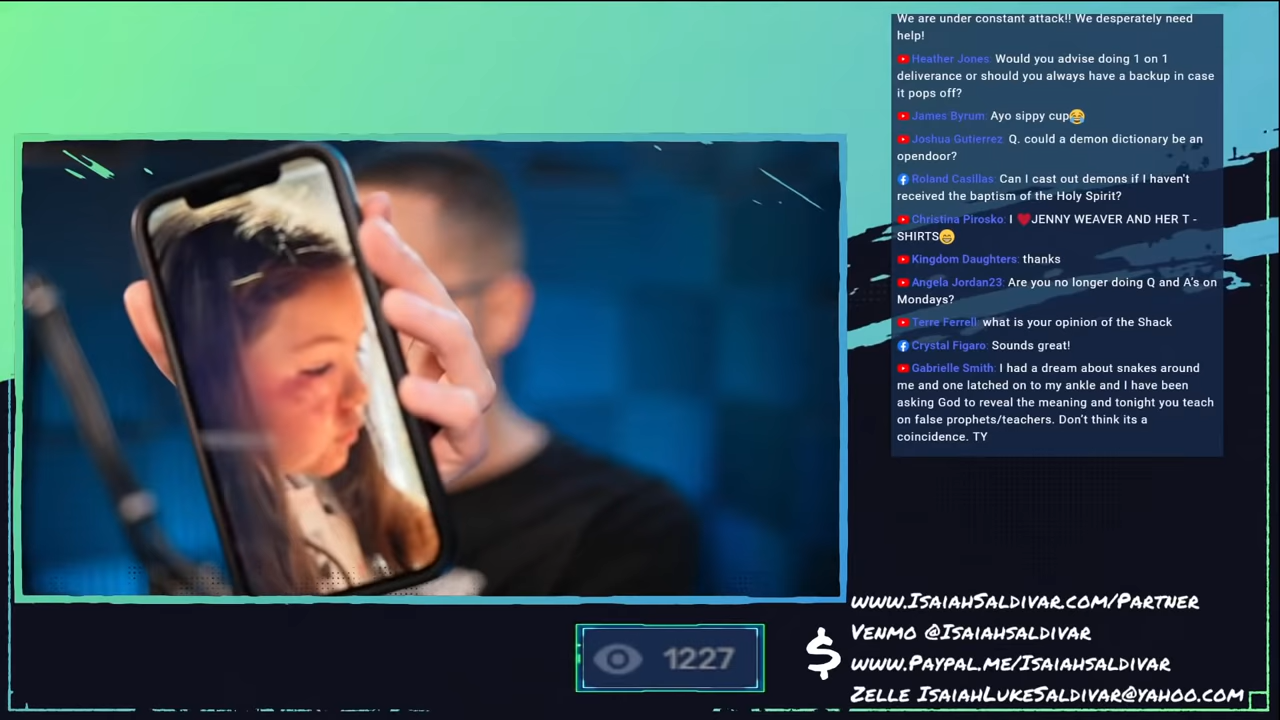 We are under constant attack!! We desperately need
help!
Heather Jones: Would you advise doing 1 on 1
deliverance or should you always have a backup in case
it pops off?
James Byrum: Ayo sippy cup😂
Joshua Gutierrez: Q. could a demon dictionary be an
opendoor?
Roland Casillas: Can I cast out demons if I haven't
received the baptism of the Holy Spirit?
Christina Pirosko: I ❤️JENNY WEAVER AND HER T -
SHIRTS😁
Kingdom Daughters: thanks
Angela Jordan23: Are you no longer doing Q and A's on
Mondays?
Terre Ferrell: what is your opinion of the Shack
Crystal Figaro: Sounds great!
Gabrielle Smith: I had a dream about snakes around
me and one latched on to my ankle and I have been
asking God to reveal the meaning and tonight you teach
on false prophets/teachers. Don't think its a
coincidence. TY
1227
$
www.IsaiahSaldivar.com/Partner
Venmo @Isaiahsaldivar
www.Paypal.me/Isaiahsaldivar
Zelle IsaiahLukeSaldivar@yahoo.com